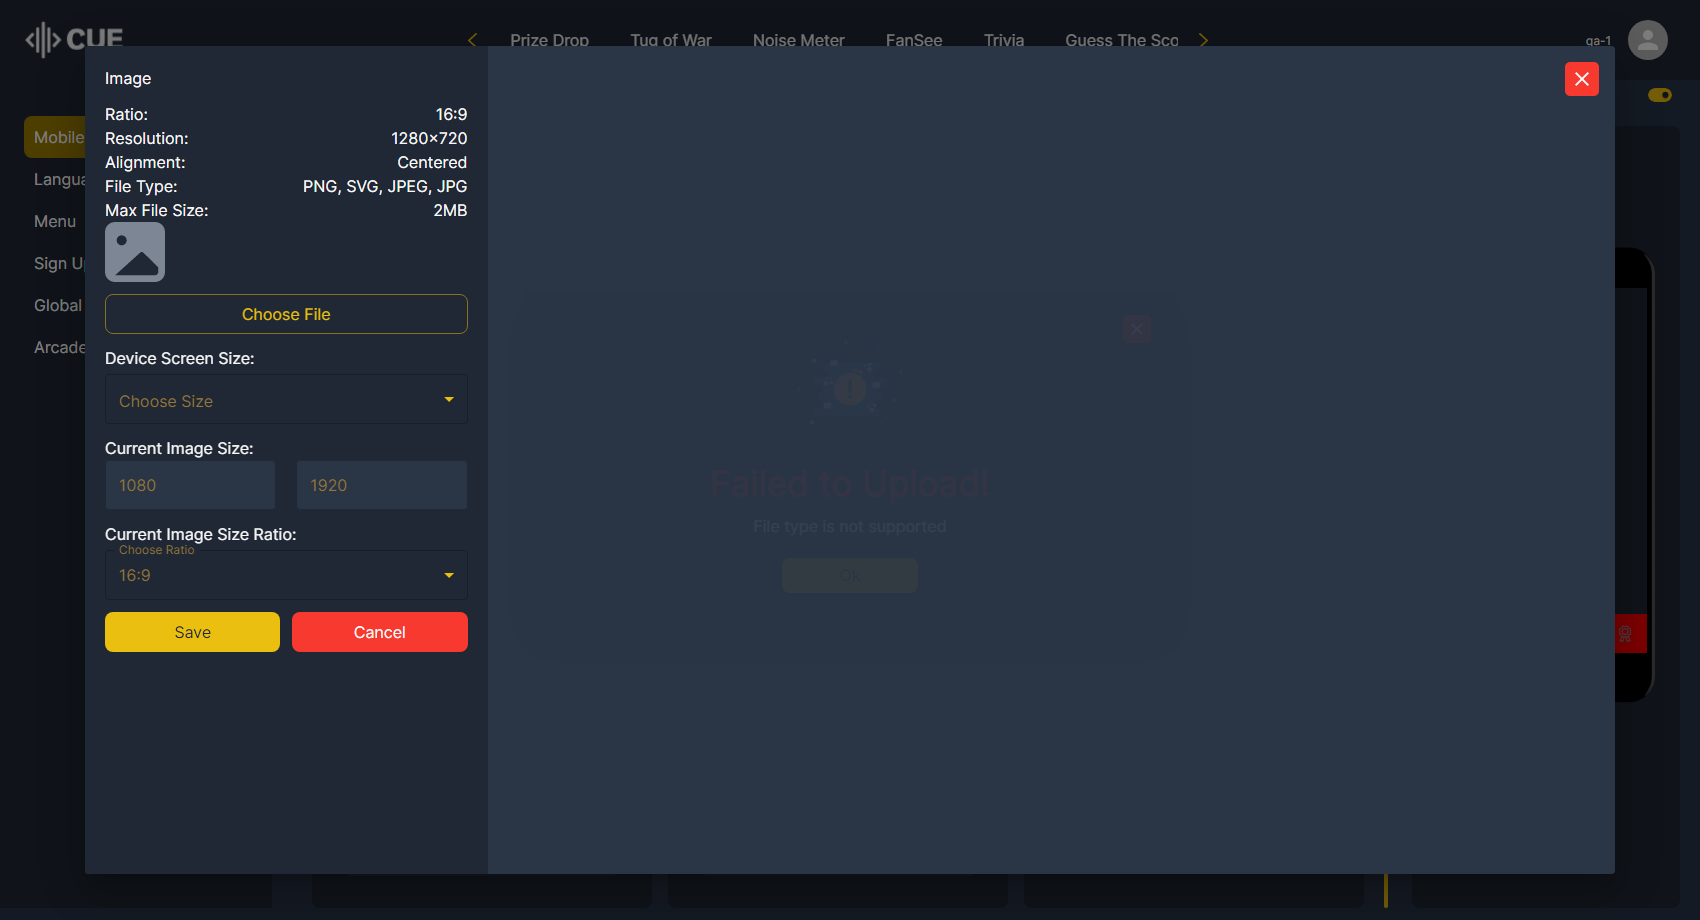 CUE
Prize Drop
Tug of War
Noise Meter
FanSee
Trivia
Guess The Sco
qa-1
Mobile
Langua
Menu
Sign U
Global
Arcade
Image
Ratio: 16:9
Resolution: 1280x720
Alignment: Centered
File Type: PNG, SVG, JPEG, JPG
Max File Size: 2MB
Choose File
Device Screen Size:
Choose Size
Current Image Size:
1080 1920
Current Image Size Ratio:
Choose Ratio
16:9
Save Cancel
Failed to Upload!
File type is not supported
Ok